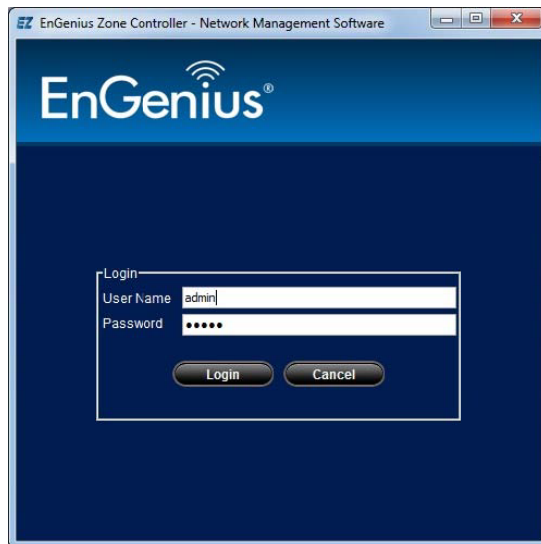 EZ EnGenius Zone Controller - Network Management Software
EnGenius®
Login
User Name admin
Password •••••
Login Cancel